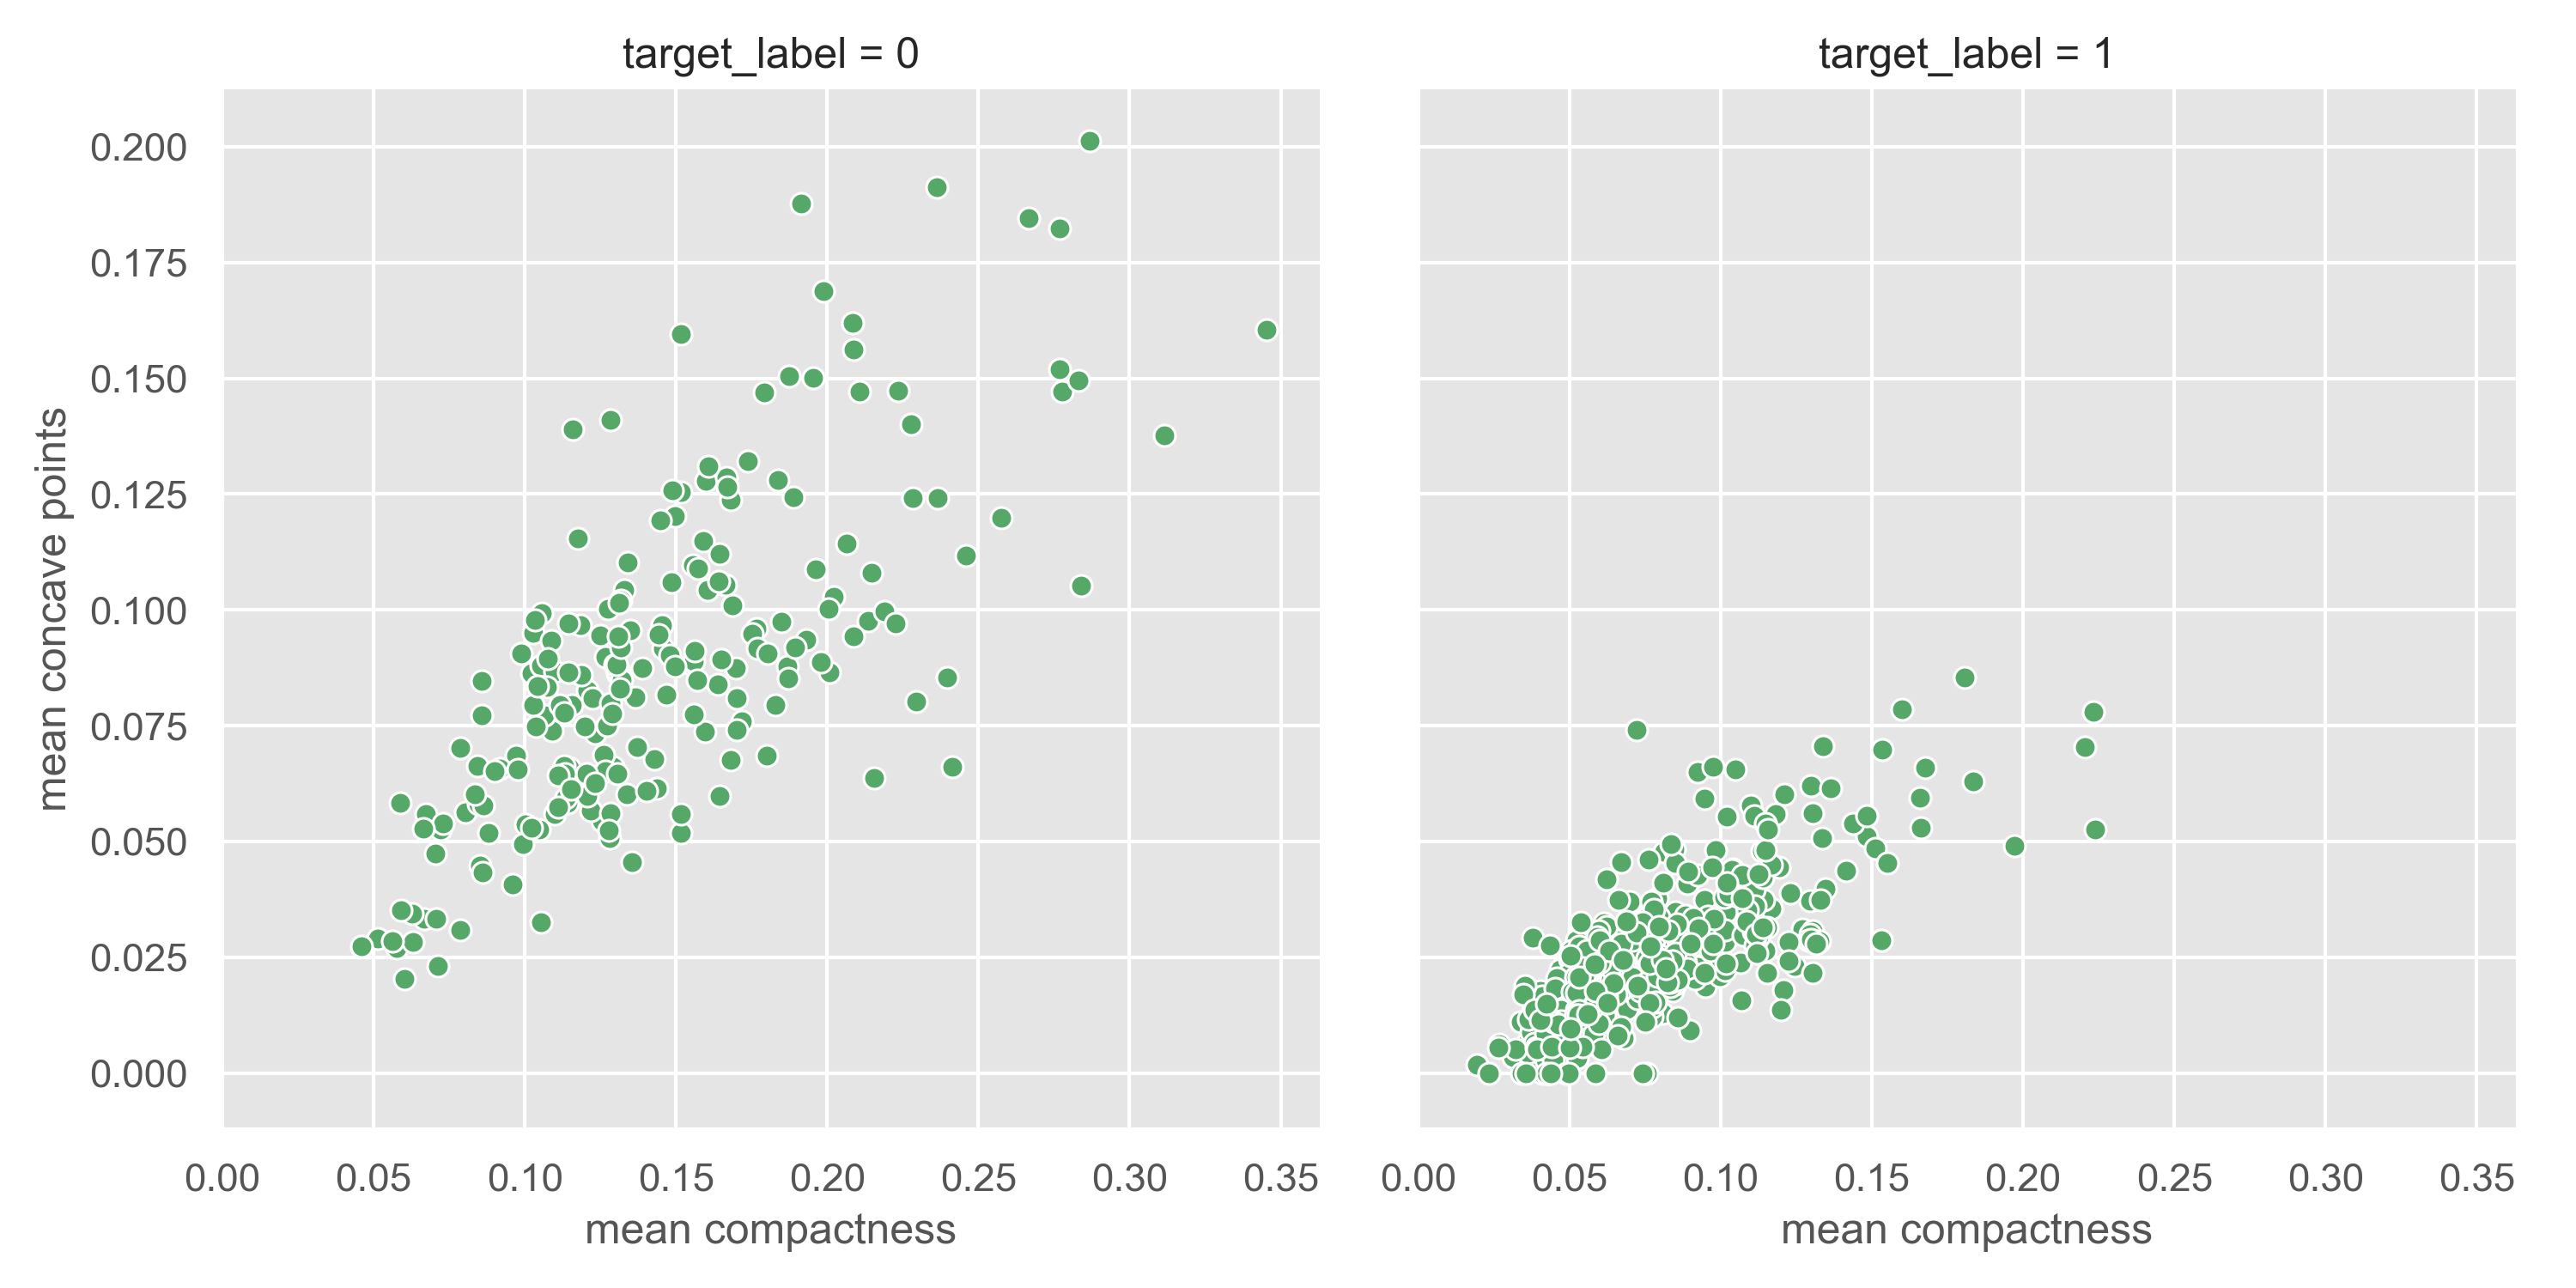 target_label = 0
target_label = 1
0.200
0.175
0.150
0.125
0.100
0.075
0.050
0.025
0.000
mean concave points
0.00 0.05 0.10 0.15 0.20 0.25 0.30 0.35
0.00 0.05 0.10 0.15 0.20 0.25 0.30 0.35
mean compactness
mean compactness